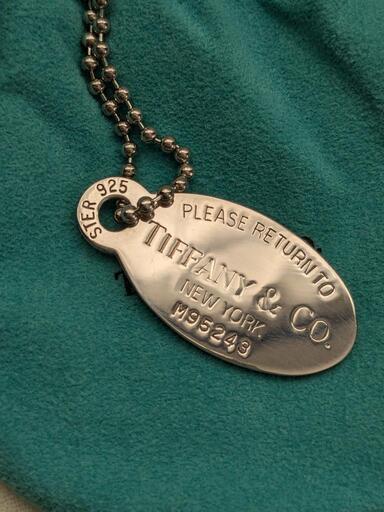 STER 925
PLEASE RETURN TO
TIFFANY & CO.
NEW YORK.
M95243